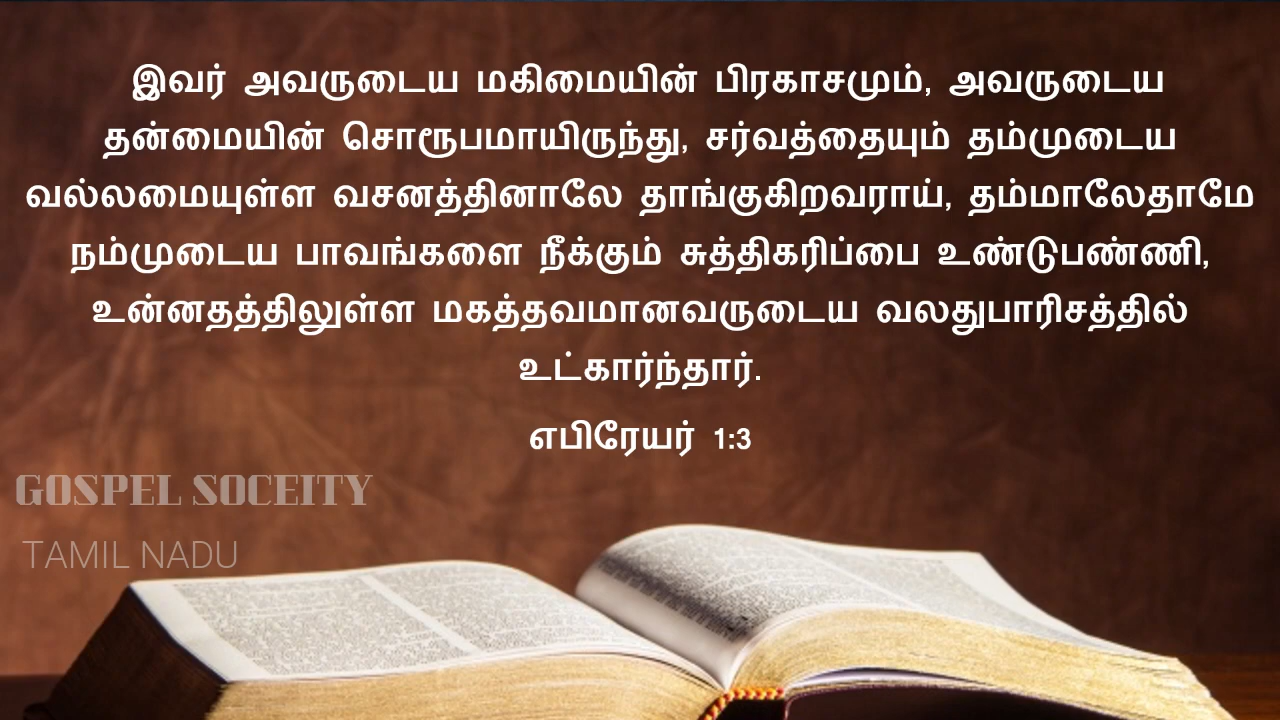 இவர் அவருடைய மகிமையின் பிரகாசமும், அவருடைய
தன்மையின் சொரூபமாயிருந்து, சர்வத்தையும் தம்முடைய
வல்லமையுள்ள வசனத்தினாலே தாங்குகிறவராய், தம்மாலேதாமே
நம்முடைய பாவங்களை நீக்கும் சுத்திகரிப்பை உண்டுபண்ணி,
உன்னதத்திலுள்ள மகத்தவமானவருடைய வலதுபாரிசத்தில்
உட்கார்ந்தார்.
எபிரேயர் 1:3
GOSPEL SOCEITY
TAMIL NADU